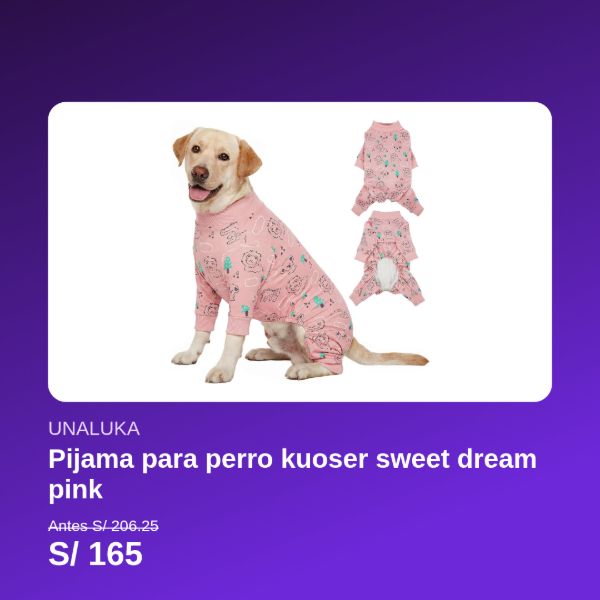 UNALUKA
Pijama para perro kuoser sweet dream
pink
Antes S/ 206.25
S/ 165